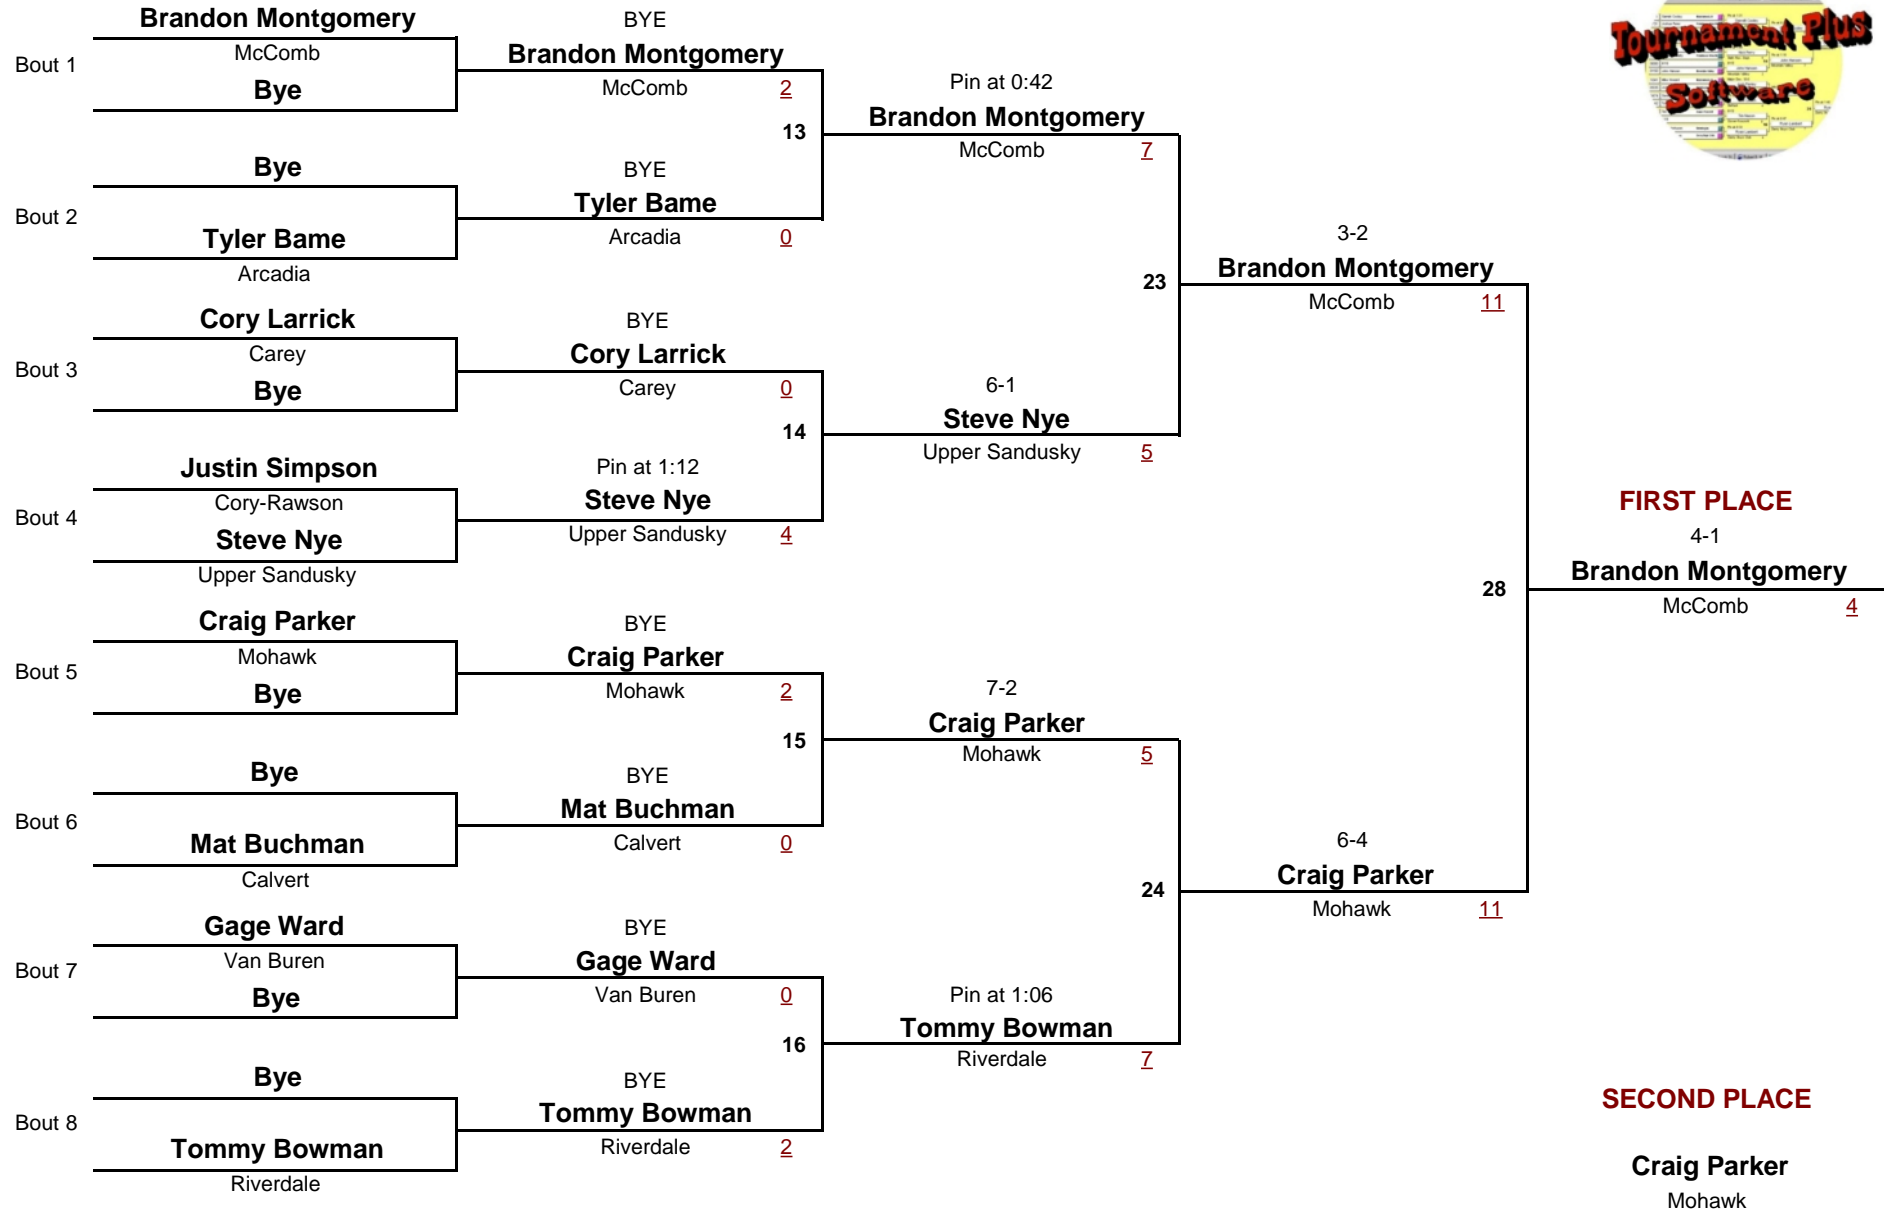 Brandon Montgomery
Bout 1
McComb
Bye
Bye
Bout 2
Tyler Bame
Arcadia
Cory Larrick
Bout 3
Carey
Bye
Justin Simpson
Bout 4
Cory-Rawson
Steve Nye
Upper Sandusky
Craig Parker
Bout 5
Mohawk
Bye
Bye
Bout 6
Mat Buchman
Calvert
Gage Ward
Bout 7
Van Buren
Bye
Bye
Bout 8
Tommy Bowman
Riverdale
BYE
Brandon Montgomery
McComb 2
13
BYE
Tyler Bame
Arcadia 0
BYE
Cory Larrick
Carey 0
14
Pin at 1:12
Steve Nye
Upper Sandusky 4
BYE
Craig Parker
Mohawk 2
15
BYE
Mat Buchman
Calvert 0
BYE
Gage Ward
Van Buren 0
16
BYE
Tommy Bowman
Riverdale 2
Pin at 0:42
Brandon Montgomery
McComb 7
23
6-1
Steve Nye
Upper Sandusky 5
7-2
Craig Parker
Mohawk 5
24
Pin at 1:06
Tommy Bowman
Riverdale 7
3-2
Brandon Montgomery
McComb 11
28
6-4
Craig Parker
Mohawk 11
Tournament Plus
Software
FIRST PLACE
4-1
Brandon Montgomery
McComb 4
SECOND PLACE
Craig Parker
Mohawk